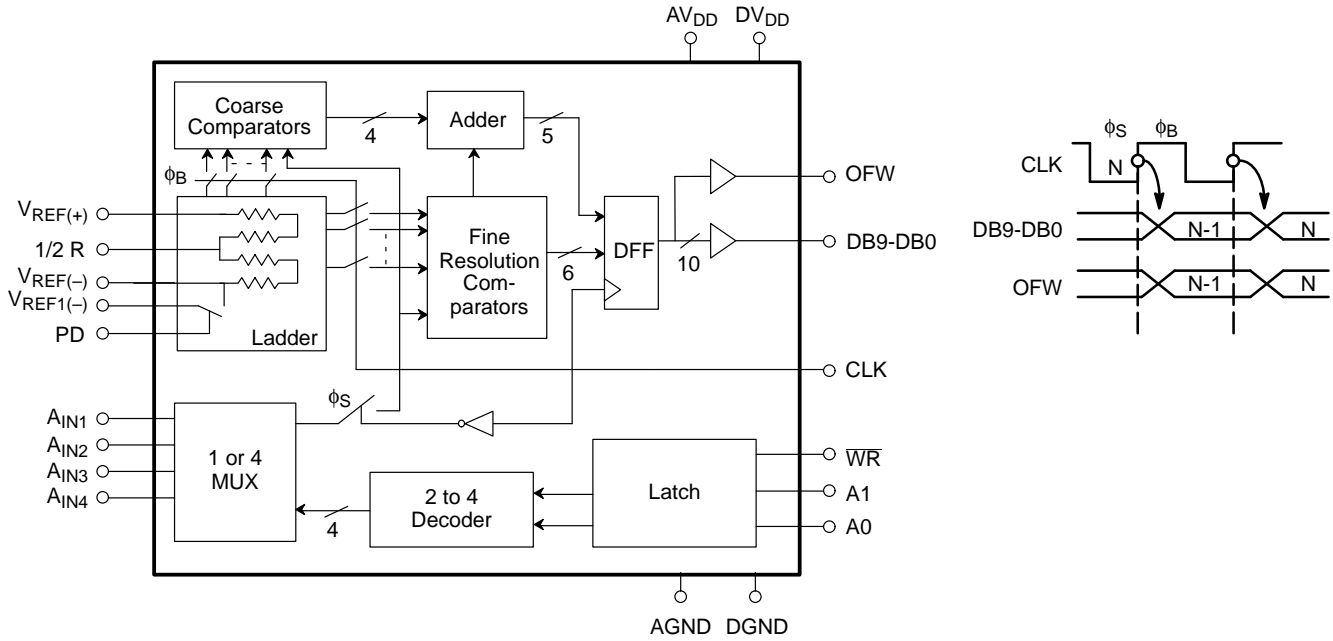 AVDD DVDD
Coarse
Comparators
4
Adder
5
ϕB
VREF(+)
1/2 R
VREF(–)
VREF1(–)
PD
Ladder
Fine
Resolution
Com-
parators
6
DFF
10
OFW
DB9-DB0
CLK
ϕS
AIN1
AIN2
AIN3
AIN4
1 or 4
MUX
4
2 to 4
Decoder
Latch
WR
A1
A0
AGND DGND
ϕS ϕB
CLK
N
DB9-DB0
N-1
N
OFW
N-1
N